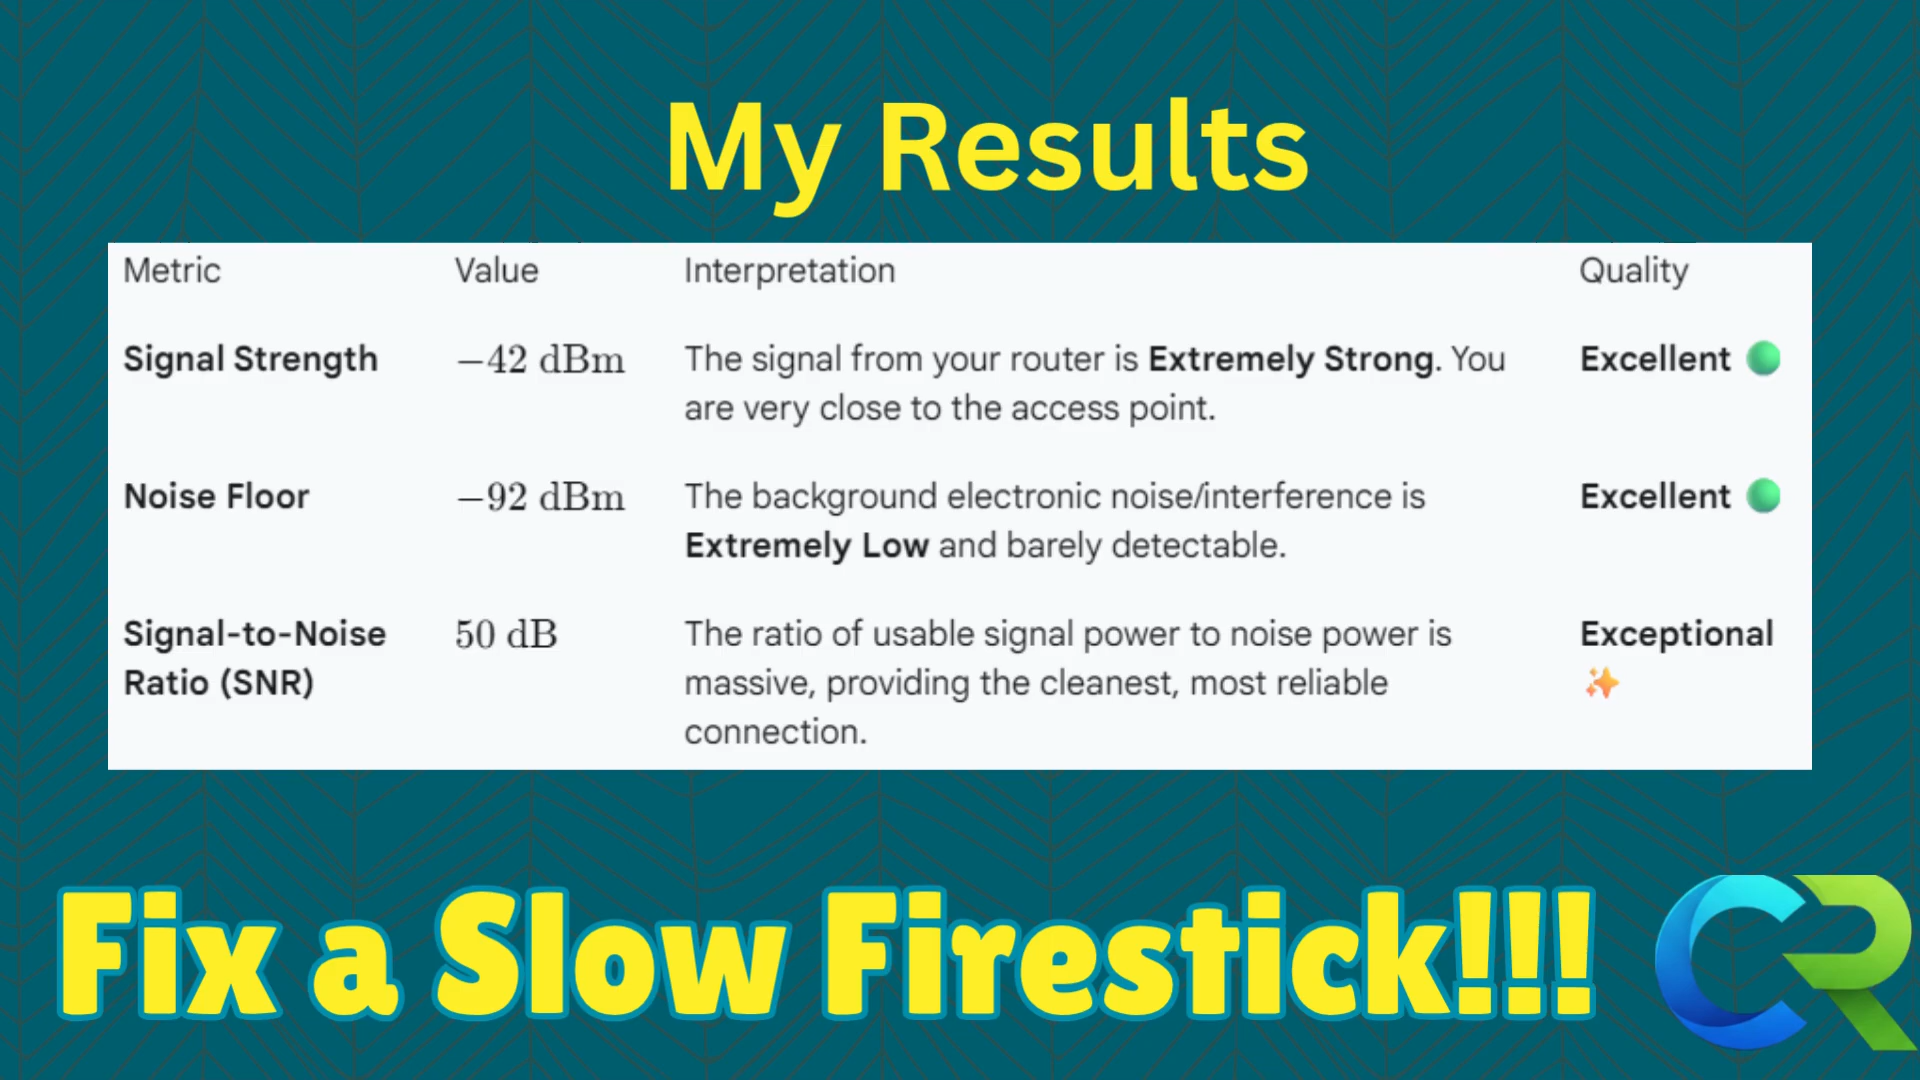 My Results
Metric Value Interpretation Quality
Signal Strength −42 dBm The signal from your router is Extremely Strong. You Excellent
are very close to the access point.
Noise Floor −92 dBm The background electronic noise/interference is Excellent
Extremely Low and barely detectable.
Signal-to-Noise 50 dB The ratio of usable signal power to noise power is Exceptional
Ratio (SNR) massive, providing the cleanest, most reliable
connection.
Fix a Slow Firestick!!!
CR